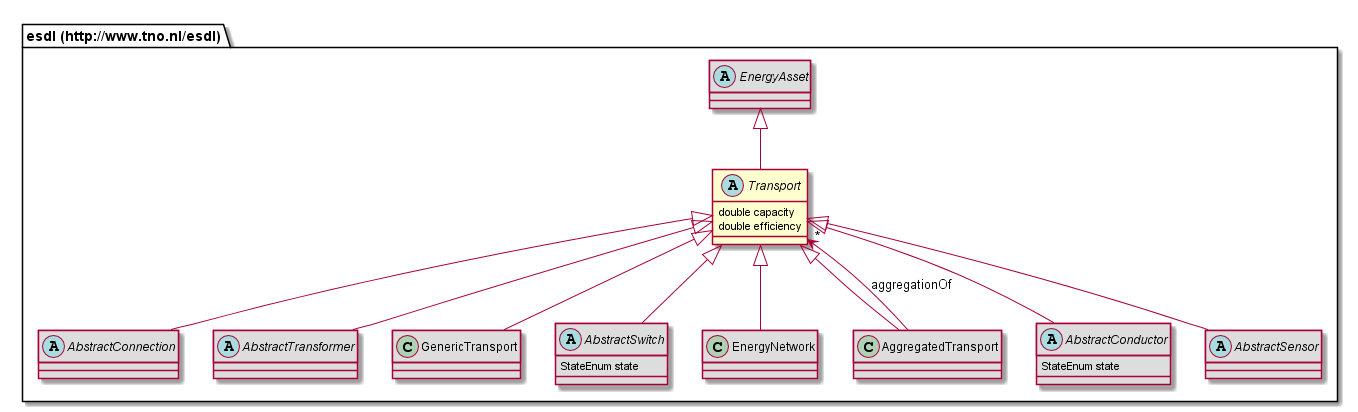 esdl (http://www.tno.nl/esdl)
A EnergyAsset
A Transport
double capacity
double efficiency
*
aggregationOf
A AbstractConnection
A AbstractTransformer
C GenericTransport
A AbstractSwitch
StateEnum state
C EnergyNetwork
C AggregatedTransport
A AbstractConductor
StateEnum state
A AbstractSensor